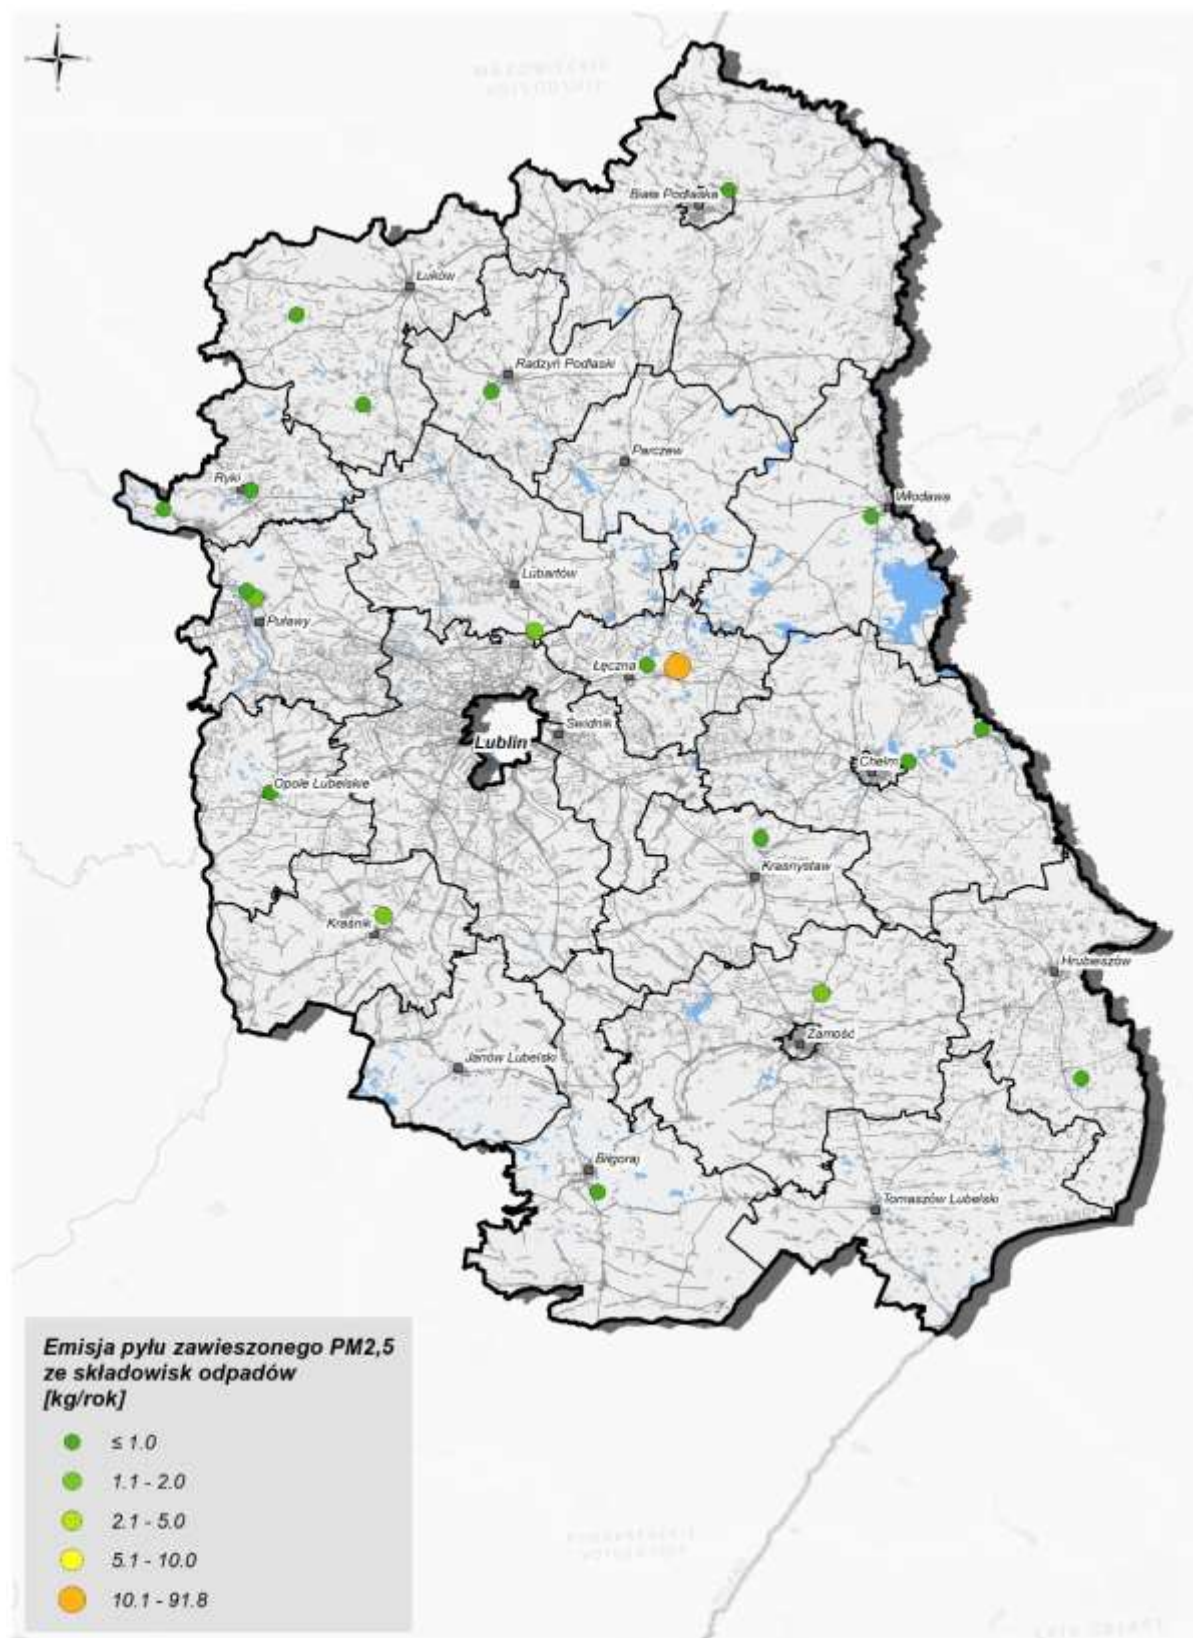 MAZOWIECKIE
Biała Podlaska
Łuków
Radzyń Podlaski
Parczew
Ryki
Włodawa
Lubartów
Puławy
Łęczna
Świdnik
Lublin
Chełm
Opole Lubelskie
Krasnystaw
Kraśnik
Hrubieszów
Zamość
Janów Lubelski
Biłgoraj
Tomaszów Lubelski
Emisja pyłu zawieszonego PM2,5
ze składowisk odpadów
[kg/rok]
≤ 1.0
1.1 - 2.0
2.1 - 5.0
5.1 - 10.0
10.1 - 91.8